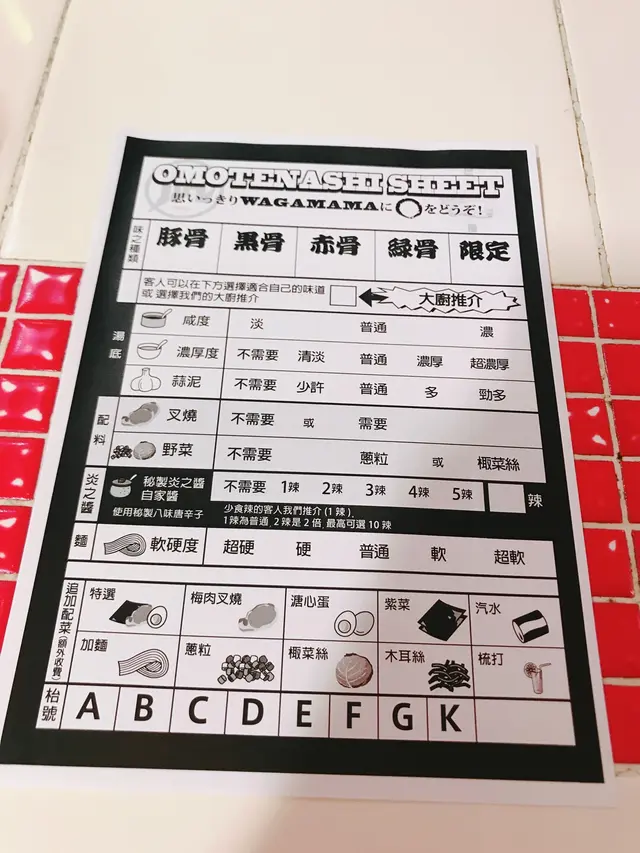 OMOTENASHI SHEET
思いっきりWAGAMAMAに〇をどうぞ!
味之種類 豚骨 黒骨 赤骨 緑骨 限定
客人可以在下方選擇適合自己的味道
或 選擇我們的大廚推介 大廚推介
湯底
咸度 淡 普通 濃
濃厚度 不需要 清淡 普通 濃厚 超濃厚
蒜泥 不需要 少許 普通 多 勁多
配料
叉燒 不需要 或 需要
野菜 不需要 蔥粒 或 椰菜絲
炎之醬
秘製炎之醬
自家醬
使用秘製八味唐辛子
不需要 1辣 2辣 3辣 4辣 5辣 辣
少食辣的客人我們推介 (1 辣),
1辣為普通, 2辣是2倍, 最高可選 10辣
麵 軟硬度 超硬 硬 普通 軟 超軟
追加配菜(額外收費)
特選 梅肉叉燒 溏心蛋 紫菜 汽水
加麵 蔥粒 椰菜絲 木耳絲 梳打
枱號 A B C D E F G K